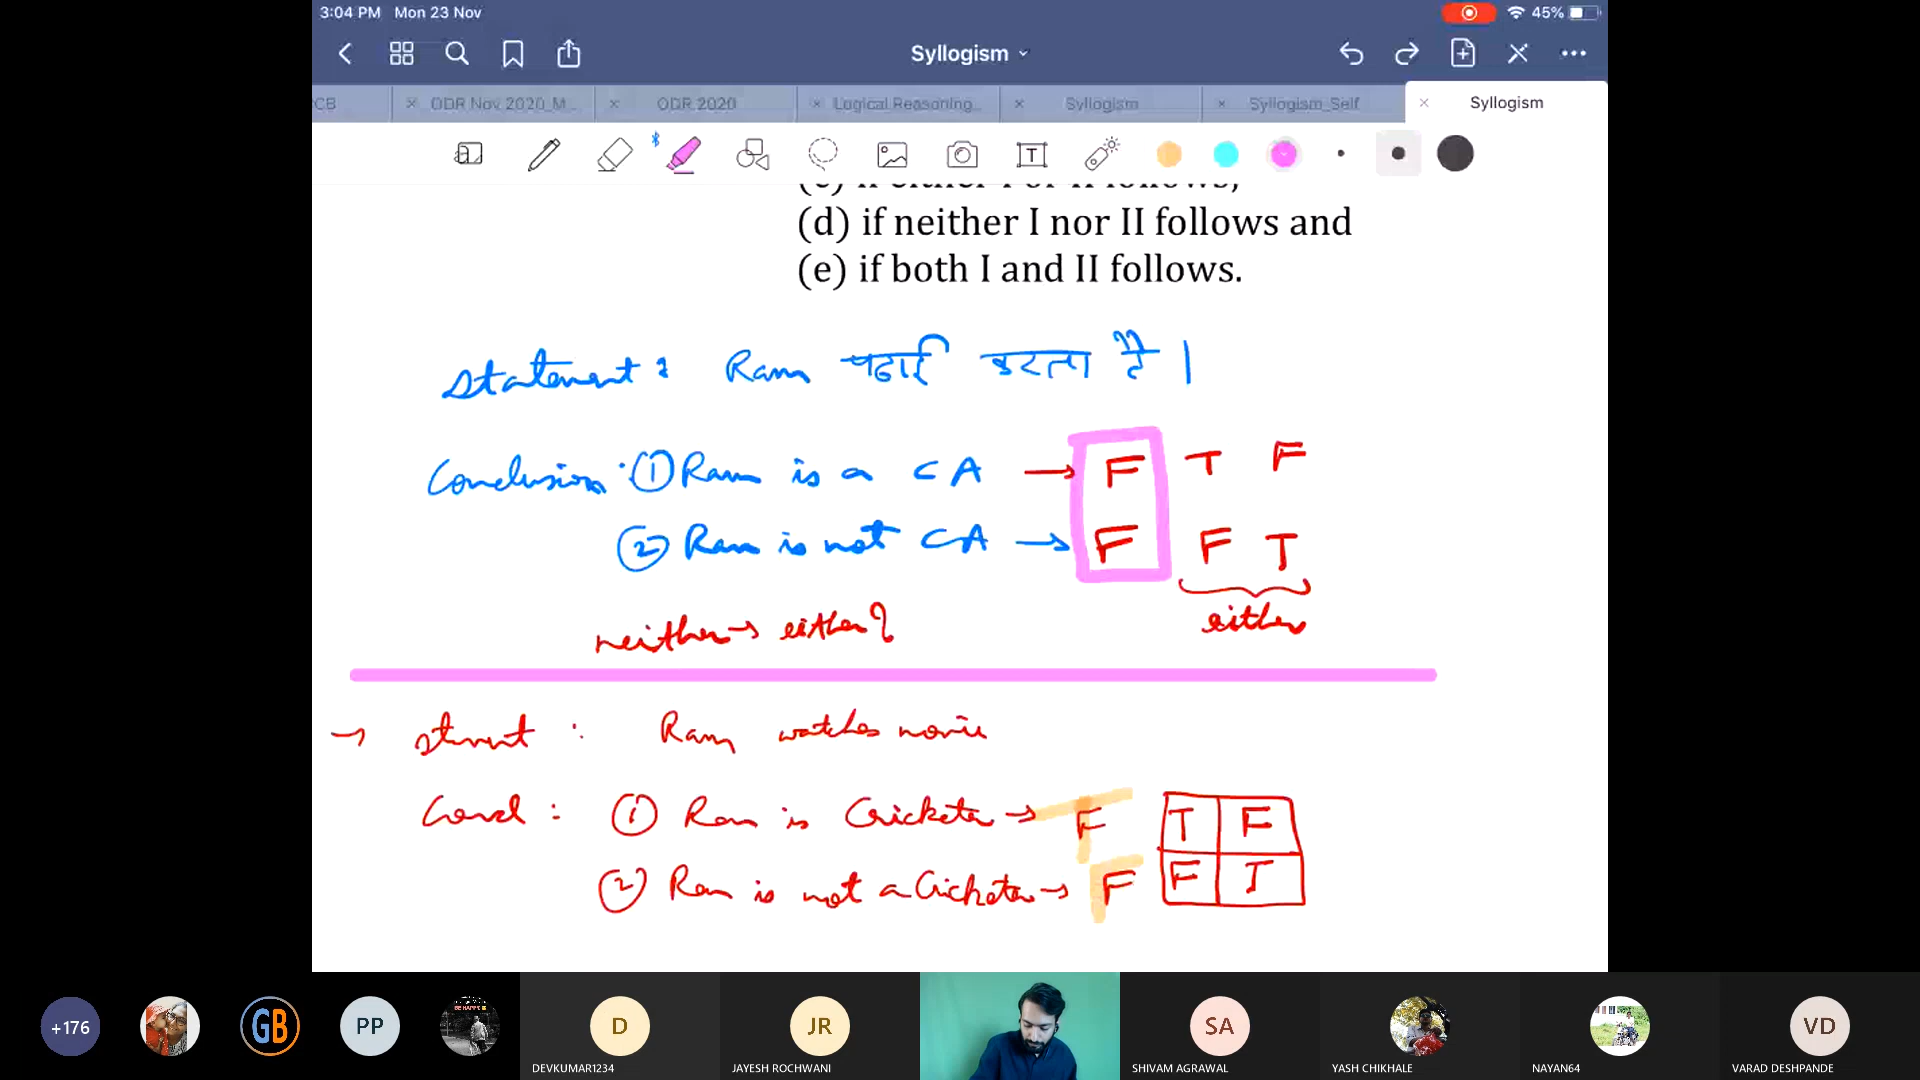 3:04 PM Mon 23 Nov 45%
Syllogism
CB ODR Nov 2020_M... ODR 2020 Logical Reasoning... Syllogism Syllogism_Self Syllogism
(d) if neither I nor II follows and
(e) if both I and II follows.
Statement : Ram पढाई करता है |
Conclusion : ① Ram is a CA → F T F
② Ram is not CA → F F T
either
neither → either?
→ : Ram watches movie
: ① Ram is Cricketer → F T F
② Ram is not a Cricketer → F F T
+176 GB PP BE HAPPY D JR SA VD
DEVKUMAR1234 JAYESH ROCHWANI SHIVAM AGRAWAL YASH CHIKHALE NAYAN64 VARAD DESHPANDE